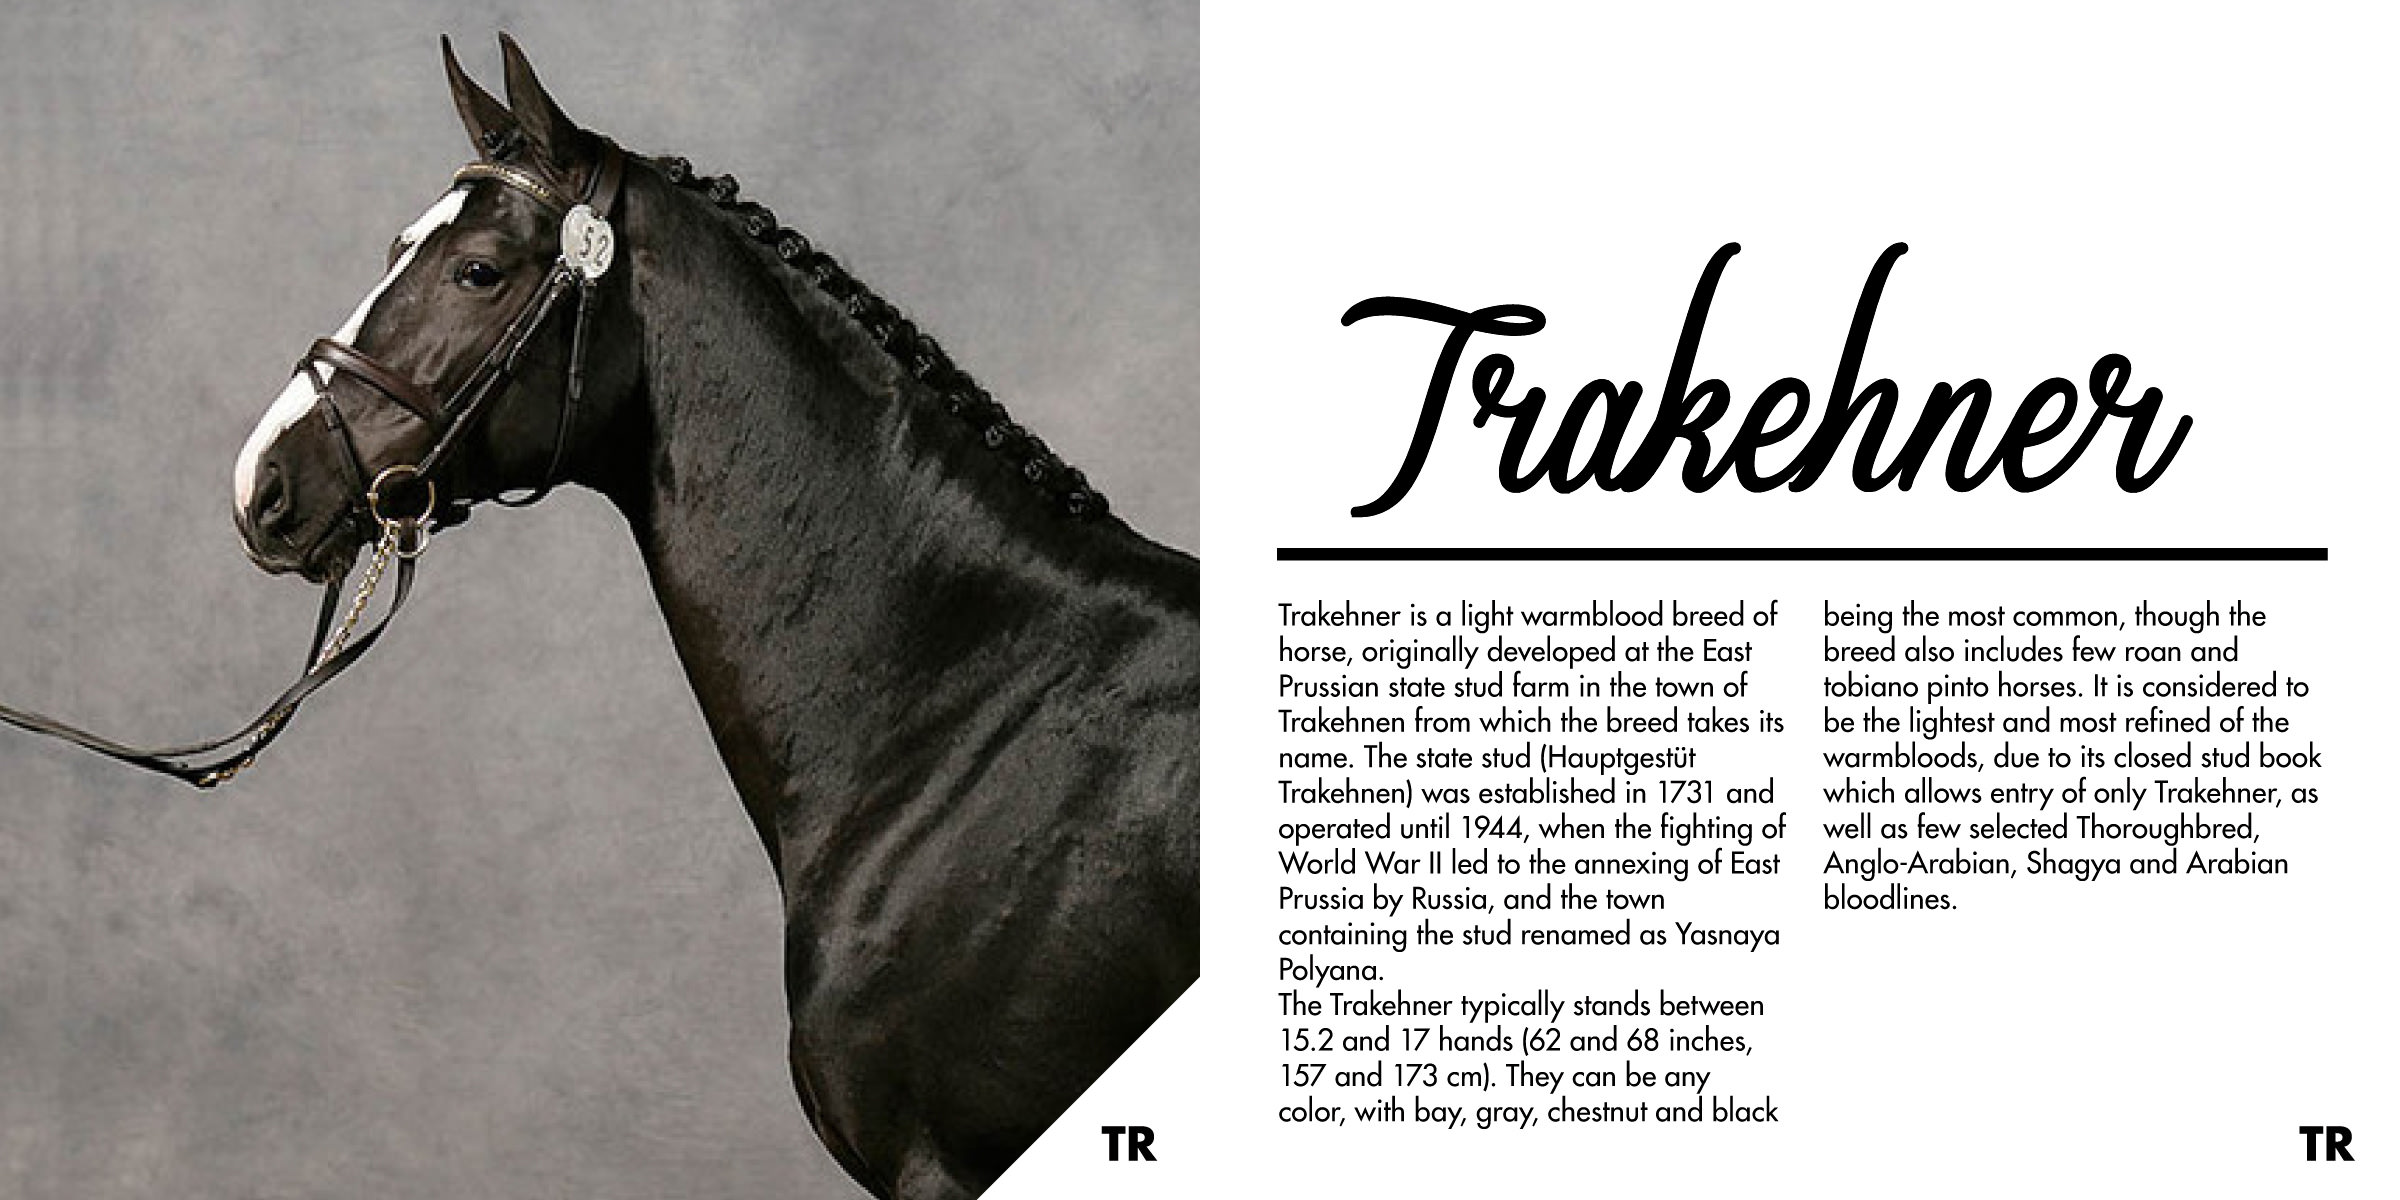 52
TR
Trakehner
Trakehner is a light warmblood breed of
horse, originally developed at the East
Prussian state stud farm in the town of
Trakehnen from which the breed takes its
name. The state stud (Hauptgestüt
Trakehnen) was established in 1731 and
operated until 1944, when the fighting of
World War II led to the annexing of East
Prussia by Russia, and the town
containing the stud renamed as Yasnaya
Polyana.
The Trakehner typically stands between
15.2 and 17 hands (62 and 68 inches,
157 and 173 cm). They can be any
color, with bay, gray, chestnut and black
being the most common, though the
breed also includes few roan and
tobiano pinto horses. It is considered to
be the lightest and most refined of the
warmbloods, due to its closed stud book
which allows entry of only Trakehner, as
well as few selected Thoroughbred,
Anglo-Arabian, Shagya and Arabian
bloodlines.
TR